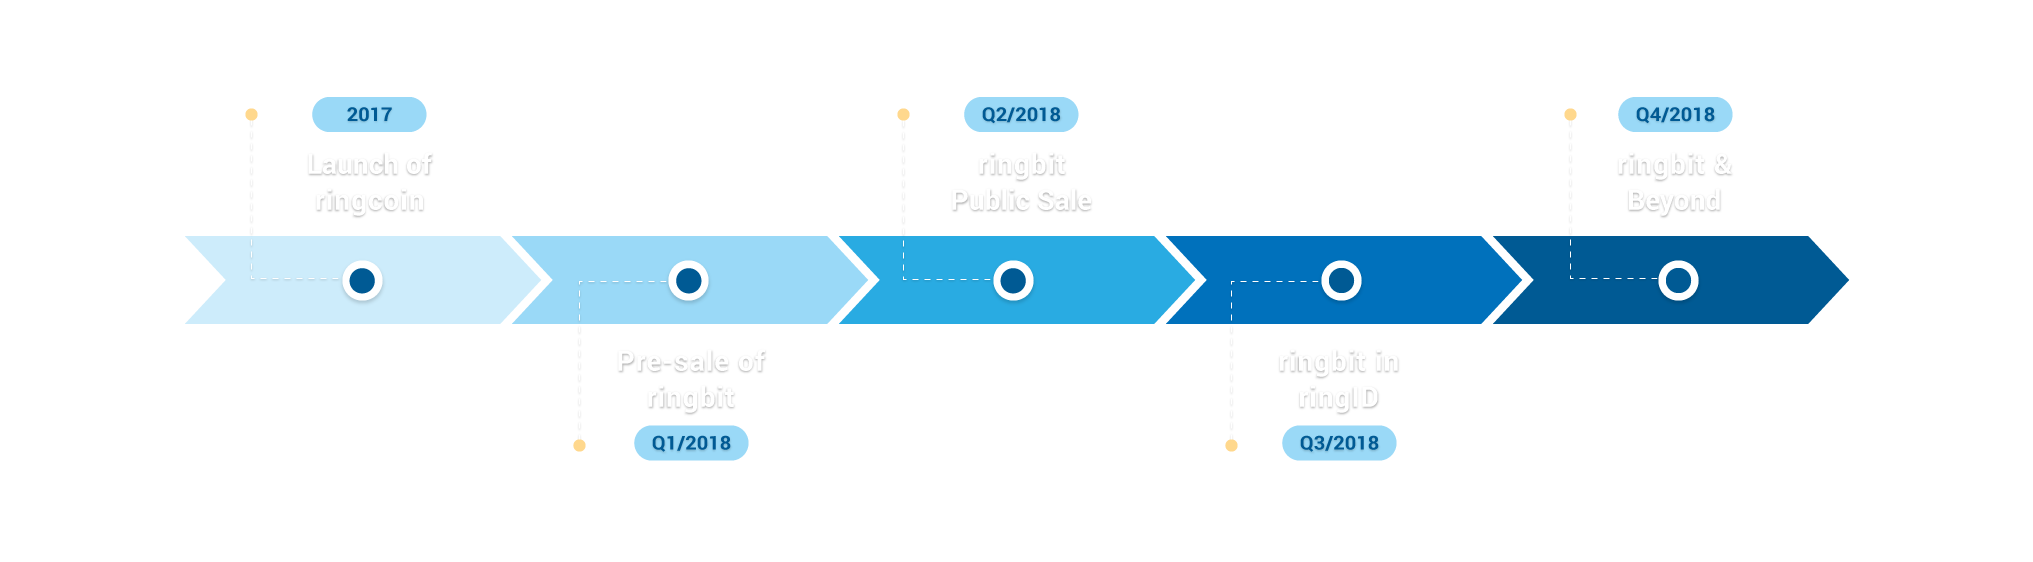 2017
Launch of
ringcoin
Pre-sale of
ringbit
Q1/2018
Q2/2018
ringbit
Public Sale
ringbit in
ringID
Q3/2018
Q4/2018
ringbit &
Beyond